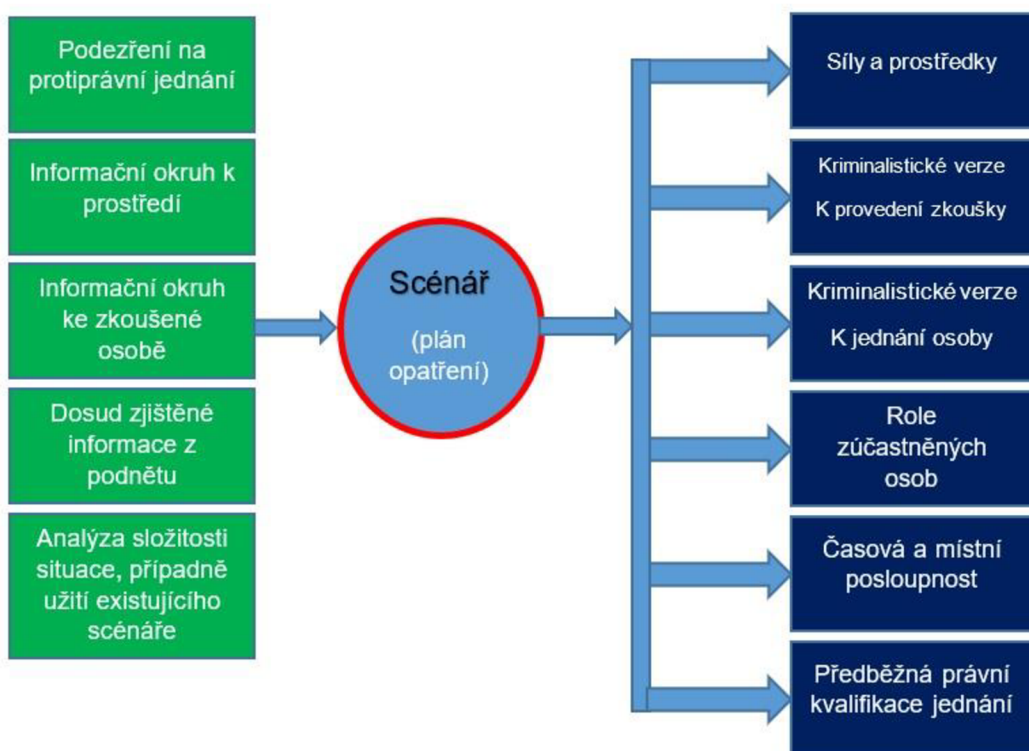 Podezření na
protiprávní jednání
Informační okruh k
prostředí
Informační okruh
ke zkoušené
osobě
Dosud zjištěné
informace z
podnětu
Analýza složitosti
situace, případně
užití existujícího
scénáře
Scénář
(plán
opatření)
Síly a prostředky
Kriminalistické verze
K provedení zkoušky
Kriminalistické verze
K jednání osoby
Role
zúčastněných
osob
Časová a místní
posloupnost
Předběžná právní
kvalifikace jednání